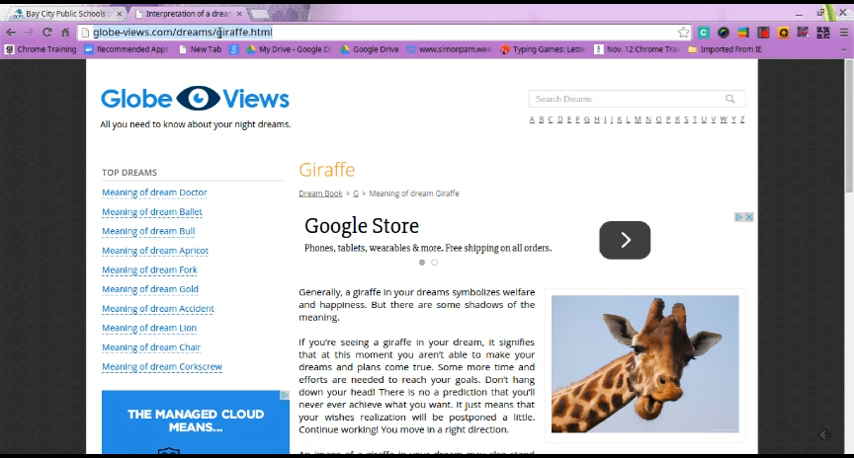 Bay City Public Schools
Interpretation of a drean
globe-views.com/dreams/giraffe.html
Chrome Training
Recommended Apps
New Tab
My Drive - Google Dr
Google Drive
www.simonpam.wee
Typing Games: Lette
Nov. 12 Chrome Trai
Imported From IE
Globe Views
All you need to know about your night dreams.
Search Dreams ...
A B C D E F G H I J K L M N O P Q R S T U V W Y Z
TOP DREAMS
Meaning of dream Doctor
Meaning of dream Ballet
Meaning of dream Bull
Meaning of dream Apricot
Meaning of dream Fork
Meaning of dream Gold
Meaning of dream Accident
Meaning of dream Lion
Meaning of dream Chair
Meaning of dream Corkscrew
THE MANAGED CLOUD
MEANS...
Giraffe
Dream Book > G > Meaning of dream Giraffe
Google Store
Phones, tablets, wearables & more. Free shipping on all orders.
Generally, a giraffe in your dreams symbolizes welfare
and happiness. But there are some shadows of the
meaning.
If you're seeing a giraffe in your dream, it signifies
that at this moment you aren't able to make your
dreams and plans come true. Some more time and
efforts are needed to reach your goals. Don't hang
down your head! There is no a prediction that you'll
never ever achieve what you want. It just means that
your wishes realization will be postponed a little.
Continue working! You move in a right direction.
An image of a giraffe in your dream may also stand